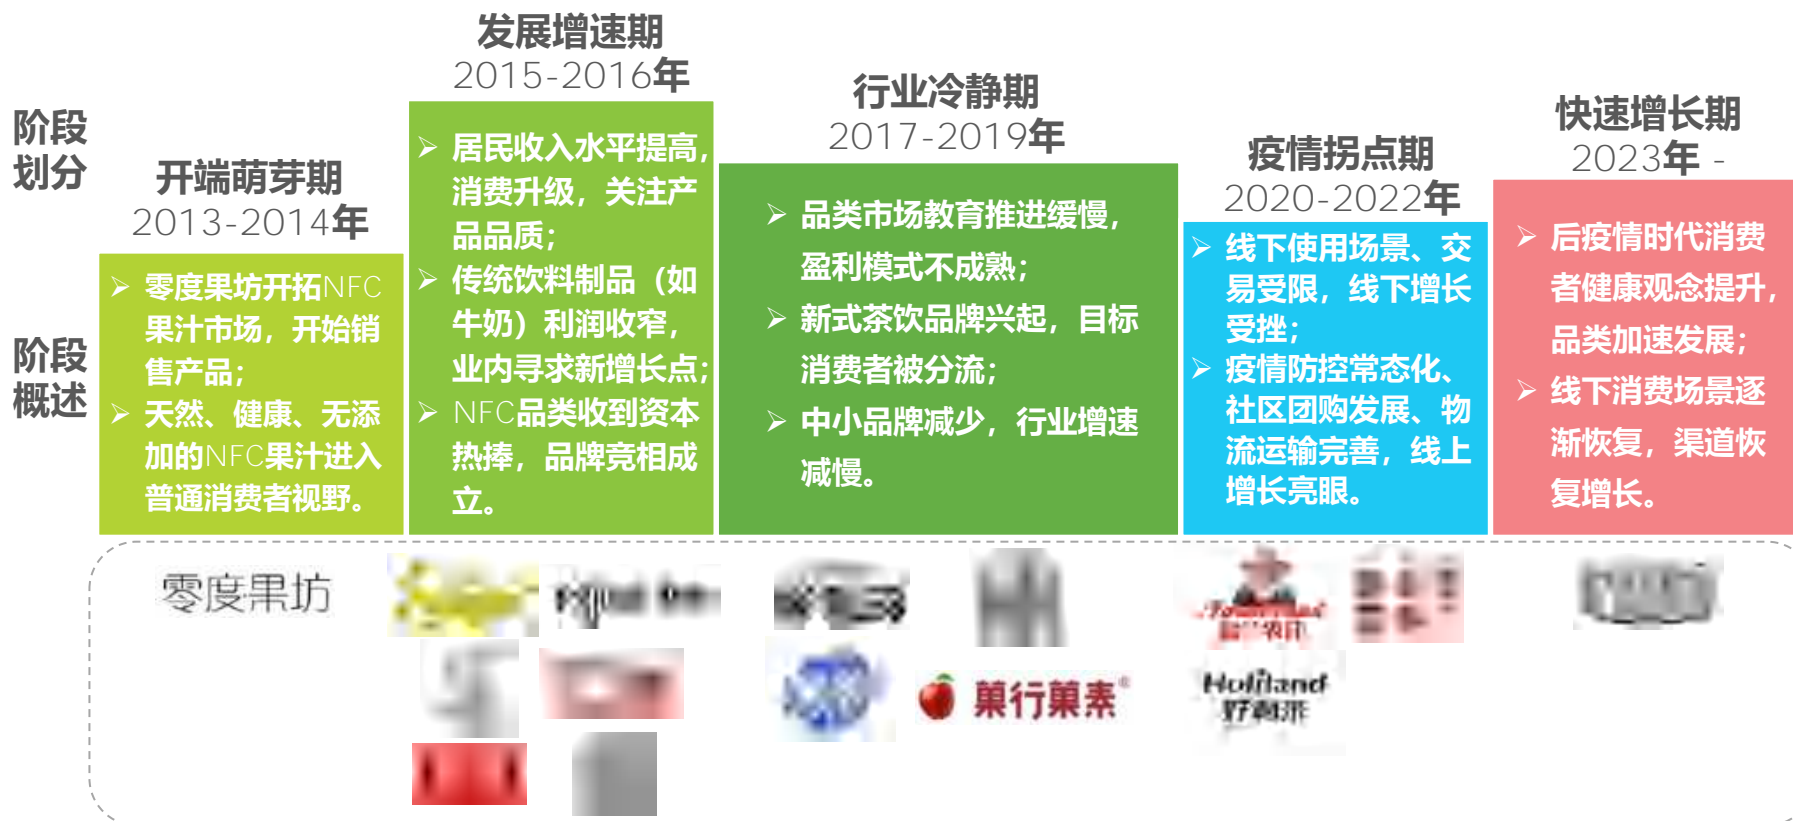 阶段
划分
阶段
概述
开端萌芽期
2013-2014年
➢ 零度果坊开拓NFC
果汁市场，开始销
售产品；
➢ 天然、健康、无添
加的NFC果汁进入
普通消费者视野。
发展增速期
2015-2016年
➢ 居民收入水平提高，
消费升级，关注产
品品质；
➢ 传统饮料制品（如
牛奶）利润收窄，
业内寻求新增长点；
➢ NFC品类收到资本
热捧，品牌竞相成
立。
行业冷静期
2017-2019年
➢ 品类市场教育推进缓慢，
盈利模式不成熟；
➢ 新式茶饮品牌兴起，目标
消费者被分流；
➢ 中小品牌减少，行业增速
减慢。
疫情拐点期
2020-2022年
➢ 线下使用场景、交
易受限，线下增长
受挫；
➢ 疫情防控常态化、
社区团购发展、物
流运输完善，线上
增长亮眼。
快速增长期
2023年 -
➢ 后疫情时代消费
者健康观念提升，
品类加速发展；
➢ 线下消费场景逐
渐恢复，渠道恢
复增长。
零度果坊
菓行菓素
Holiland
好利来